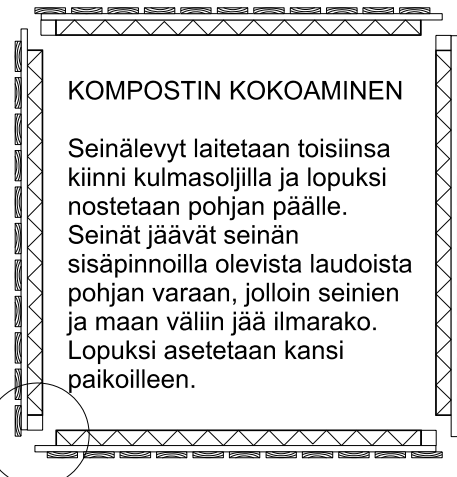 KOMPOSTIN KOKOAMINEN
Seinälevyt laitetaan toisiinsa
kiinni kulmasoljilla ja lopuksi
nostetaan pohjan päälle.
Seinät jäävät seinän
sisäpinnoilla olevista laudoista
pohjan varaan, jolloin seinien
ja maan väliin jää ilmarako.
Lopuksi asetetaan kansi
paikoilleen.